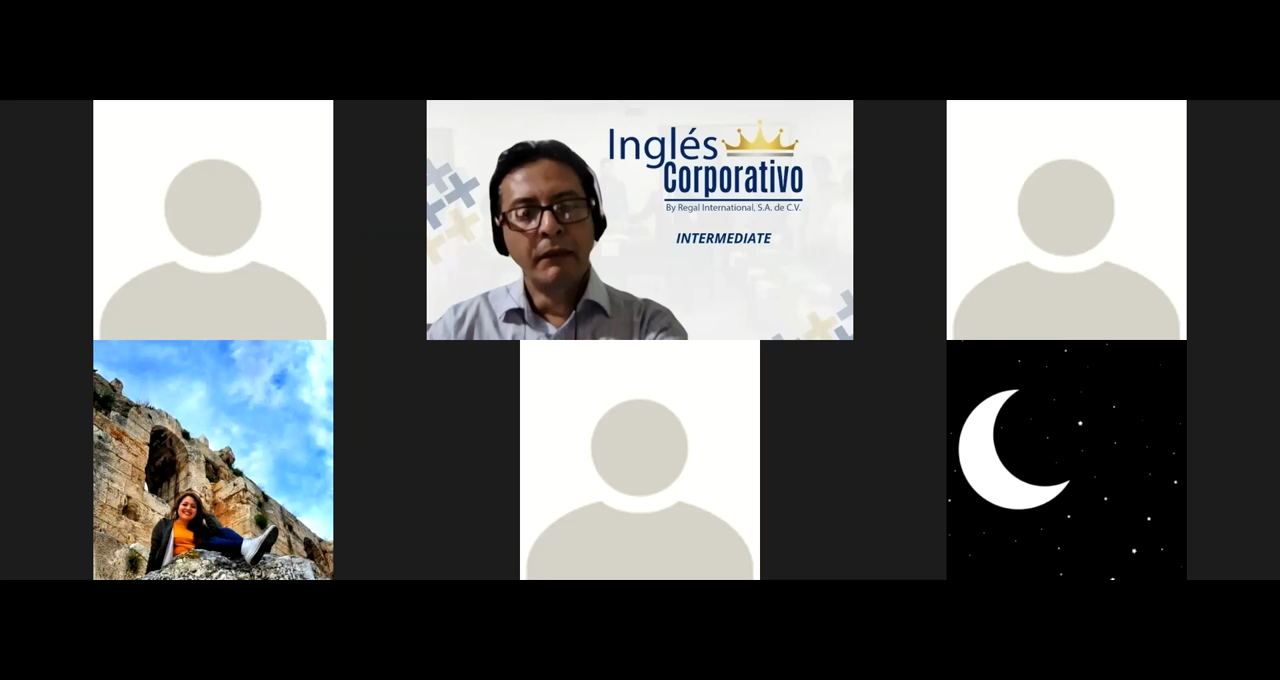 Inglés
Corporativo
By Regal International, S.A. de C.V.
INTERMEDIATE